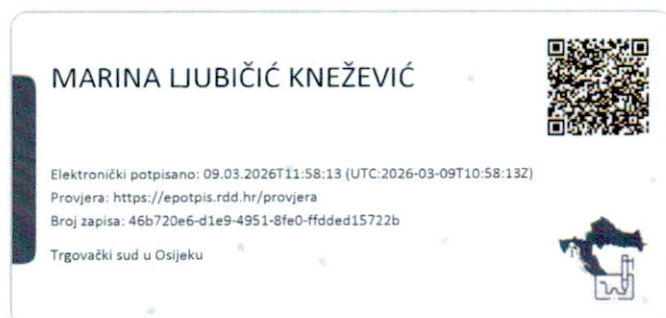 MARINA LJUBIČIĆ KNEŽEVIĆ
Elektronički potpisano: 09.03.2026T11:58:13 (UTC:2026-03-09T10:58:13Z)
Provjera: https://epotpis.rdd.hr/provjera
Broj zapisa: 46b720e6-d1e9-4951-8fe0-ffdded15722b
Trgovački sud u Osijeku